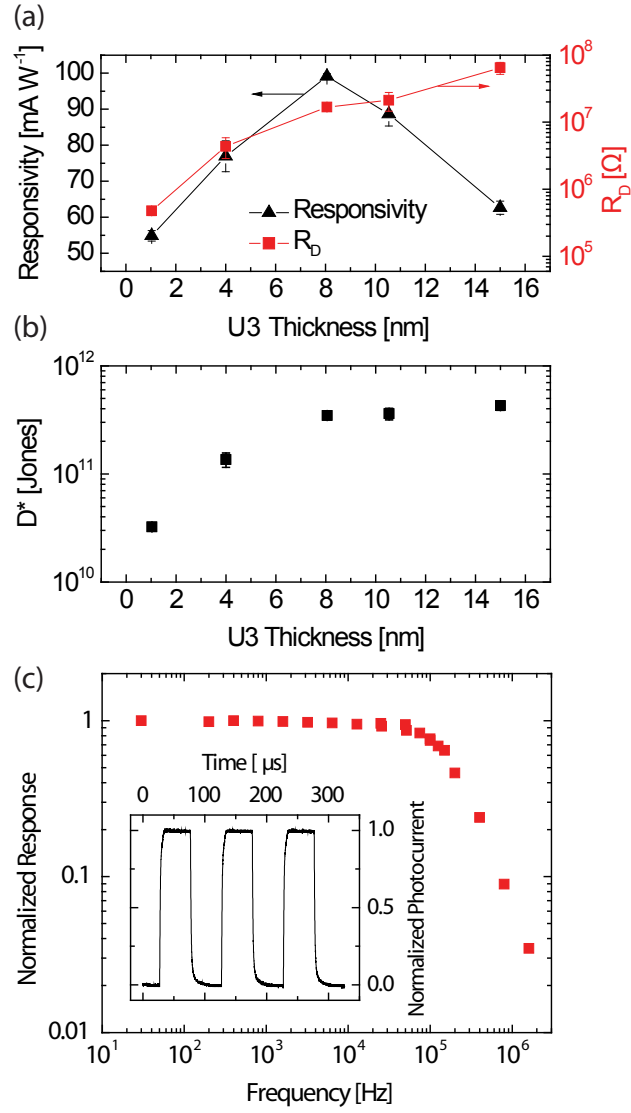 (a)
Responsivity [mA W⁻¹]
100
90
80
70
60
50
10⁸
10⁷
10⁶
10⁵
R_D [Ω]
Responsivity
R_D
0 2 4 6 8 10 12 14 16
U3 Thickness [nm]
(b)
D* [Jones]
10¹²
10¹¹
10¹⁰
0 2 4 6 8 10 12 14 16
U3 Thickness [nm]
(c)
Normalized Response
1
0.1
0.01
Time [ µs]
0 100 200 300
1.0
0.5
0.0
Normalized Photocurrent
10¹ 10² 10³ 10⁴ 10⁵ 10⁶
Frequency [Hz]